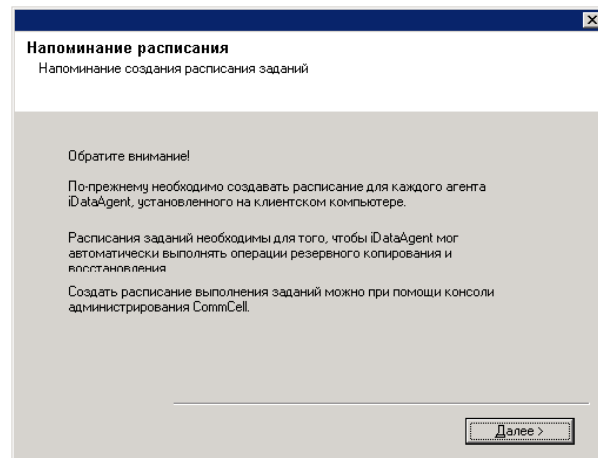 Напоминание расписания
Напоминание создания расписания заданий
Обратите внимание!
По-прежнему необходимо создавать расписание для каждого агента
iDataAgent, установленного на клиентском компьютере.
Расписания заданий необходимы для того, чтобы iDataAgent мог
автоматически выполнять операции резервного копирования и
восстановления
Создать расписание выполнения заданий можно при помощи консоли
администрирования CommCell.
Далее >